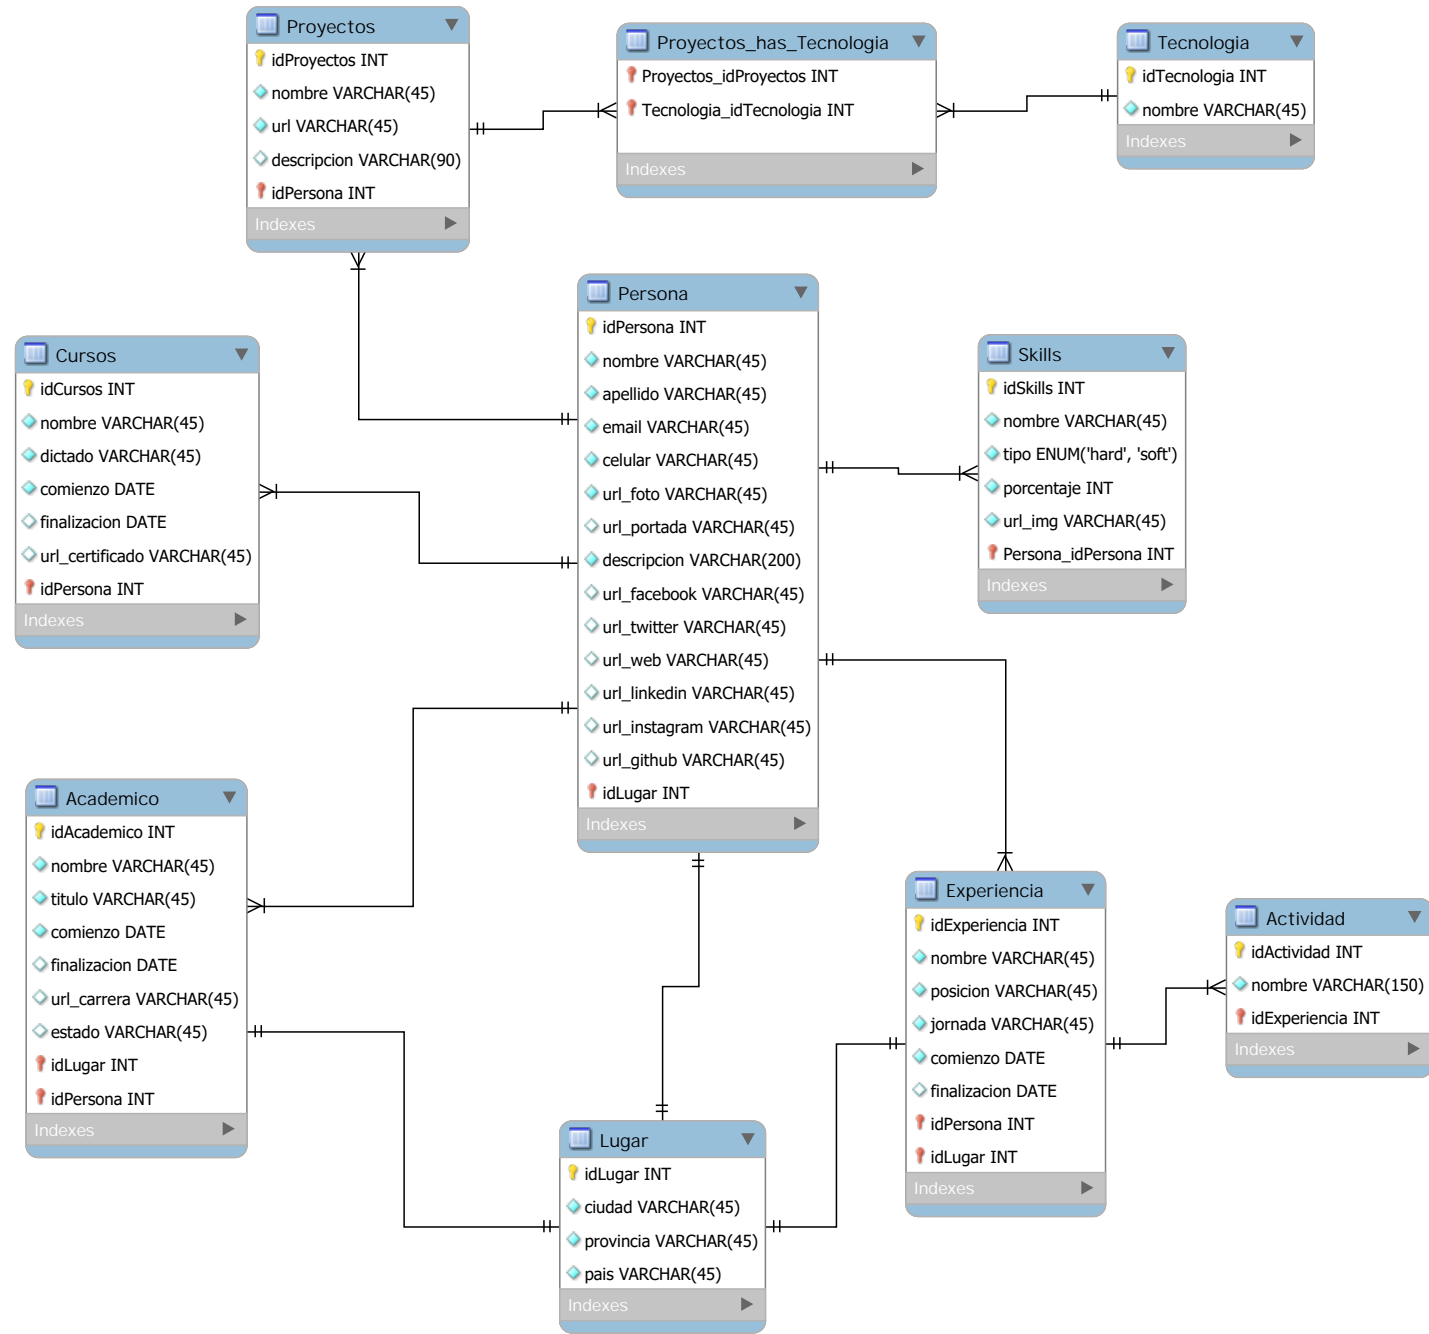 Proyectos
idProyectos INT
nombre VARCHAR(45)
url VARCHAR(45)
descripcion VARCHAR(90)
idPersona INT
Indexes
Proyectos_has_Tecnologia
Proyectos_idProyectos INT
Tecnologia_idTecnologia INT
Indexes
Tecnologia
idTecnologia INT
nombre VARCHAR(45)
Indexes
Persona
idPersona INT
nombre VARCHAR(45)
apellido VARCHAR(45)
email VARCHAR(45)
celular VARCHAR(45)
url_foto VARCHAR(45)
url_portada VARCHAR(45)
descripcion VARCHAR(200)
url_facebook VARCHAR(45)
url_twitter VARCHAR(45)
url_web VARCHAR(45)
url_linkedin VARCHAR(45)
url_instagram VARCHAR(45)
url_github VARCHAR(45)
idLugar INT
Indexes
Cursos
idCursos INT
nombre VARCHAR(45)
dictado VARCHAR(45)
comienzo DATE
finalizacion DATE
url_certificado VARCHAR(45)
idPersona INT
Indexes
Skills
idSkills INT
nombre VARCHAR(45)
tipo ENUM('hard', 'soft')
porcentaje INT
url_img VARCHAR(45)
Persona_idPersona INT
Indexes
Academico
idAcademico INT
nombre VARCHAR(45)
titulo VARCHAR(45)
comienzo DATE
finalizacion DATE
url_carrera VARCHAR(45)
estado VARCHAR(45)
idLugar INT
idPersona INT
Indexes
Experiencia
idExperiencia INT
nombre VARCHAR(45)
posicion VARCHAR(45)
jornada VARCHAR(45)
comienzo DATE
finalizacion DATE
idPersona INT
idLugar INT
Indexes
Actividad
idActividad INT
nombre VARCHAR(150)
idExperiencia INT
Indexes
Lugar
idLugar INT
ciudad VARCHAR(45)
provincia VARCHAR(45)
pais VARCHAR(45)
Indexes